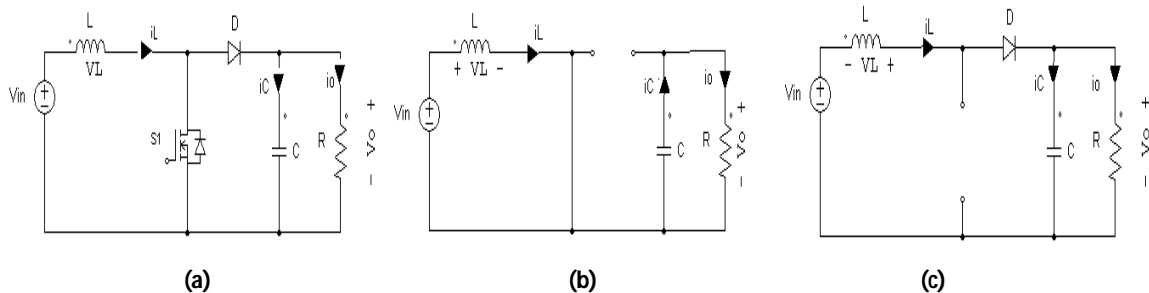 L iL D
VL
Vin
S1
iC
C
io
R
+ Vo -
(a)
L iL
+ VL -
Vin
iC
C
io
R
+ Vo -
(b)
L iL D
- VL +
Vin
iC
C
io
R
+ Vo -
(c)